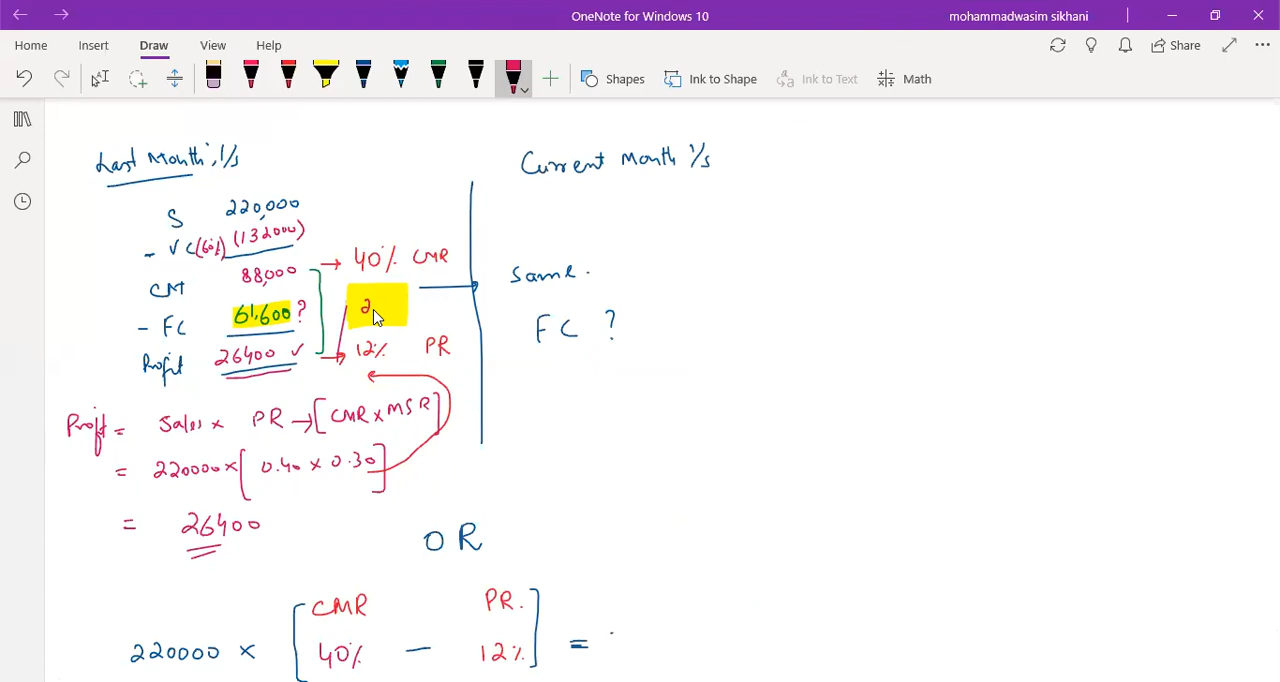 OneNote for Windows 10
mohammadwasim sikhani
Home Insert Draw View Help
Share
Shapes Ink to Shape Ink to Text Math
Last Month I/s
Current Month I/s
S 220,000
- VC (60%) (132000)
CM 88,000 → 40% CMR
- FC 61,600 ? 2
Profit 26400 ✓ → 12% PR
Same.
FC ?
Profit = Sales × PR → [CMR × MSR]
= 220000 × [0.40 × 0.30]
= 26400
OR
CMR PR.
220000 × [40% - 12%] =